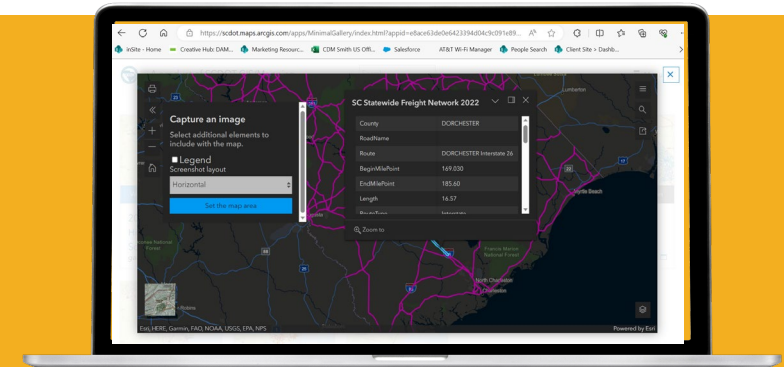 https://scdot.maps.arcgis.com/apps/MinimalGallery/index.html?appid=e8ace63de0e6423394d04c9c091e89...
inSite - Home Creative Hub: DAM... Marketing Resourc... CDM Smith US Offi... Salesforce AT&T Wi-Fi Manager People Search Client Site > Dashb...
Capture an image
Select additional elements to
include with the map.
Legend
Screenshot layout
Horizontal
Set the map area
SC Statewide Freight Network 2022
County DORCHESTER
RoadName
Route DORCHESTER Interstate 26
BeginMilePoint 169.030
EndMilePoint 185.60
Length 16.57
RouteType Interstate
Zoom to
Lumberton
Myrtle Beach
Francis Marion
National Forest
North Charleston
Charleston
Esri, HERE, Garmin, FAO, NOAA, USGS, EPA, NPS
Powered by Esri